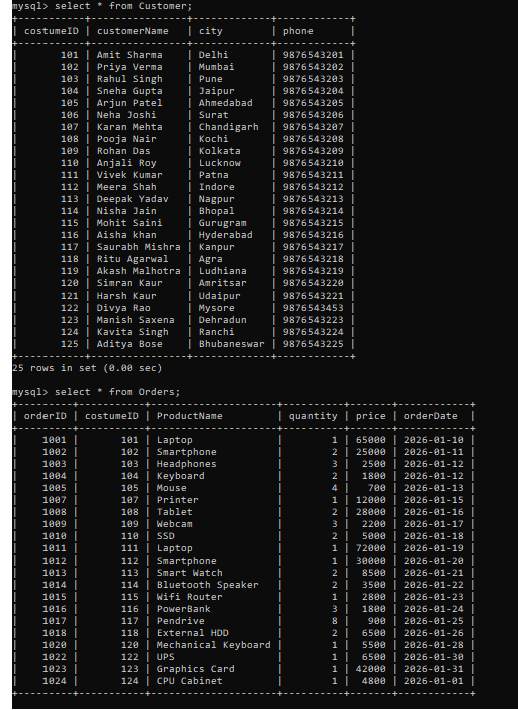 mysql> select * from Customer;
+-----------+----------------+-------------+------------+
| costumeID | customerName   | city        | phone      |
+-----------+----------------+-------------+------------+
|       101 | Amit Sharma    | Delhi       | 9876543201 |
|       102 | Priya Verma    | Mumbai      | 9876543202 |
|       103 | Rahul Singh    | Pune        | 9876543203 |
|       104 | Sneha Gupta    | Jaipur      | 9876543204 |
|       105 | Arjun Patel    | Ahmedabad   | 9876543205 |
|       106 | Neha Joshi     | Surat       | 9876543206 |
|       107 | Karan Mehta    | Chandigarh  | 9876543207 |
|       108 | Pooja Nair     | Kochi       | 9876543208 |
|       109 | Rohan Das      | Kolkata     | 9876543209 |
|       110 | Anjali Roy     | Lucknow     | 9876543210 |
|       111 | Vivek Kumar    | Patna       | 9876543211 |
|       112 | Meera Shah     | Indore      | 9876543212 |
|       113 | Deepak Yadav   | Nagpur      | 9876543213 |
|       114 | Nisha Jain     | Bhopal      | 9876543214 |
|       115 | Mohit Saini    | Gurugram    | 9876543215 |
|       116 | Aisha khan     | Hyderabad   | 9876543216 |
|       117 | Saurabh Mishra | Kanpur      | 9876543217 |
|       118 | Ritu Agarwal   | Agra        | 9876543218 |
|       119 | Akash Malhotra | Ludhiana    | 9876543219 |
|       120 | Simran Kaur    | Amritsar    | 9876543220 |
|       121 | Harsh Kaur     | Udaipur     | 9876543221 |
|       122 | Divya Rao      | Mysore      | 9876543453 |
|       123 | Manish Saxena  | Dehradun    | 9876543223 |
|       124 | Kavita Singh   | Ranchi      | 9876543224 |
|       125 | Aditya Bose    | Bhubaneswar | 9876543225 |
+-----------+----------------+-------------+------------+
25 rows in set (0.00 sec)
mysql> select * from Orders;
+---------+-----------+---------------------+----------+-------+------------+
| orderID | costumeID | ProductName         | quantity | price | orderDate  |
+---------+-----------+---------------------+----------+-------+------------+
|    1001 |       101 | Laptop              |        1 | 65000 | 2026-01-10 |
|    1002 |       102 | Smartphone          |        2 | 25000 | 2026-01-11 |
|    1003 |       103 | Headphones          |        3 |  2500 | 2026-01-12 |
|    1004 |       104 | Keyboard            |        2 |  1800 | 2026-01-12 |
|    1005 |       105 | Mouse               |        4 |   700 | 2026-01-13 |
|    1007 |       107 | Printer             |        1 | 12000 | 2026-01-15 |
|    1008 |       108 | Tablet              |        2 | 28000 | 2026-01-16 |
|    1009 |       109 | Webcam              |        3 |  2200 | 2026-01-17 |
|    1010 |       110 | SSD                 |        2 |  5000 | 2026-01-18 |
|    1011 |       111 | Laptop              |        1 | 72000 | 2026-01-19 |
|    1012 |       112 | Smartphone          |        1 | 30000 | 2026-01-20 |
|    1013 |       113 | Smart Watch         |        2 |  8500 | 2026-01-21 |
|    1014 |       114 | Bluetooth Speaker   |        2 |  3500 | 2026-01-22 |
|    1015 |       115 | Wifi Router         |        1 |  2800 | 2026-01-23 |
|    1016 |       116 | PowerBank           |        3 |  1800 | 2026-01-24 |
|    1017 |       117 | Pendrive            |        8 |   900 | 2026-01-25 |
|    1018 |       118 | External HDD        |        2 |  6500 | 2026-01-26 |
|    1020 |       120 | Mechanical Keyboard |        1 |  5500 | 2026-01-28 |
|    1022 |       122 | UPS                 |        1 |  6500 | 2026-01-30 |
|    1023 |       123 | Graphics Card       |        1 | 42000 | 2026-01-31 |
|    1024 |       124 | CPU Cabinet         |        1 |  4800 | 2026-01-01 |
+---------+-----------+---------------------+----------+-------+------------+